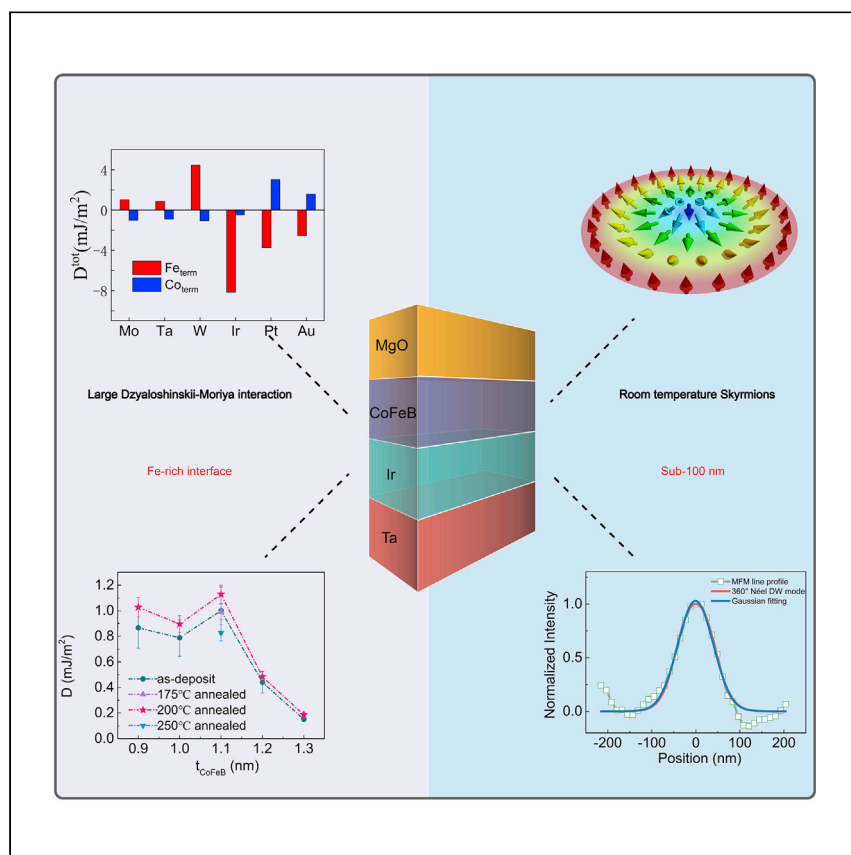 D^tot(mJ/m²)
4
0
-4
-8
Fe_term
Co_term
Mo Ta W Ir Pt Au
MgO
CoFeB
Ir
Ta
Large Dzyaloshinskii-Moriya interaction
Room temperature Skyrmions
Fe-rich interface
Sub-100 nm
D (mJ/m²)
1.2
1.0
0.8
0.6
0.4
0.2
0.0
as-deposit
175℃ annealed
200℃ annealed
250℃ annealed
0.9 1.0 1.1 1.2 1.3
t_CoFeB (nm)
Normalized Intensity
1.0
0.5
0.0
MFM line profile
360° Néel DW mode
Gaussian fitting
-200 -100 0 100 200
Position (nm)